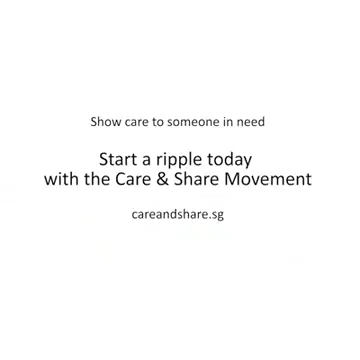 Show care to someone in need
Start a ripple today
with the Care & Share Movement
careandshare.sg